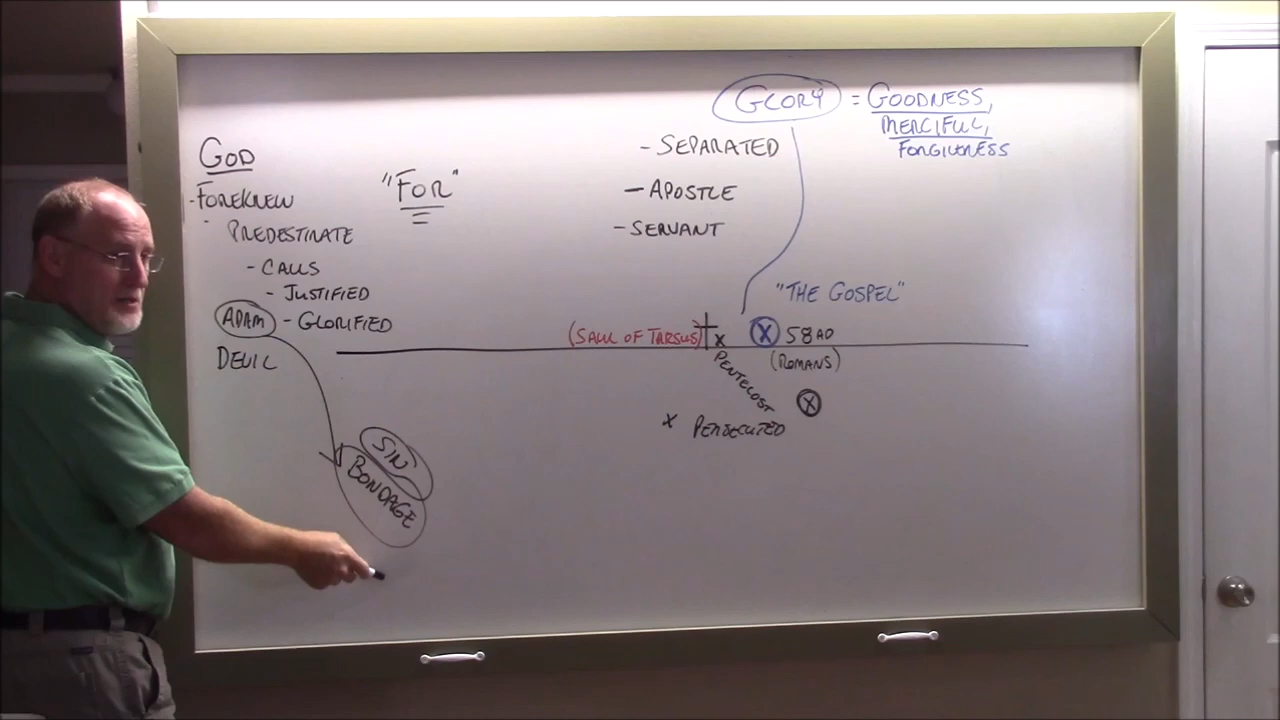 GLORY = GOODNESS,
MERCIFUL,
FORGIVENESS
GOD
- FOREKNEW
- PREDESTINATE
- CALLS
- JUSTIFIED
- GLORIFIED
ADAM
DEVIL
"FOR"
- SEPARATED
- APOSTLE
- SERVANT
"THE GOSPEL"
(SAUL OF TARSUS)
X
X 58 AD
(ROMANS)
PENTECOST
X
X PERSECUTED
SIN
BONDAGE